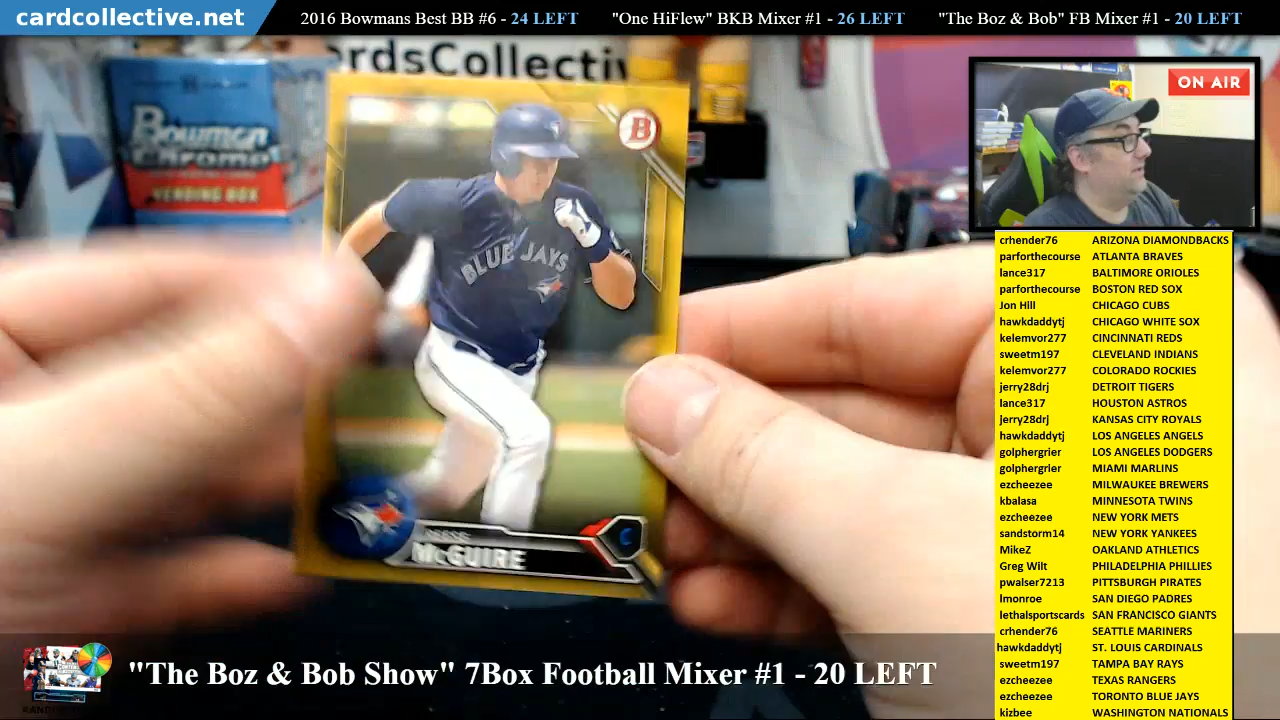 cardcollective.net
2016 Bowmans Best BB #6 - 24 LEFT "One HiFlew" BKB Mixer #1 - 26 LEFT "The Boz & Bob" FB Mixer #1 - 20 LEFT
ardsCollectiv
ON AIR
Bowman
Chrome
VENDING BOX
B
BLUE JAYS
McGUIRE
crhender76 ARIZONA DIAMONDBACKS
parforthecourse ATLANTA BRAVES
lance317 BALTIMORE ORIOLES
parforthecourse BOSTON RED SOX
Jon Hill CHICAGO CUBS
hawkdaddytj CHICAGO WHITE SOX
kelemvor277 CINCINNATI REDS
sweetm197 CLEVELAND INDIANS
kelemvor277 COLORADO ROCKIES
jerry28drj DETROIT TIGERS
lance317 HOUSTON ASTROS
jerry28drj KANSAS CITY ROYALS
hawkdaddytj LOS ANGELES ANGELS
golphergrier LOS ANGELES DODGERS
golphergrier MIAMI MARLINS
ezcheezee MILWAUKEE BREWERS
kbalasa MINNESOTA TWINS
ezcheezee NEW YORK METS
sandstorm14 NEW YORK YANKEES
MikeZ OAKLAND ATHLETICS
Greg Wilt PHILADELPHIA PHILLIES
pwalser7213 PITTSBURGH PIRATES
lmonroe SAN DIEGO PADRES
lethalsportscards SAN FRANCISCO GIANTS
crhender76 SEATTLE MARINERS
hawkdaddytj ST. LOUIS CARDINALS
sweetm197 TAMPA BAY RAYS
ezcheezee TEXAS RANGERS
ezcheezee TORONTO BLUE JAYS
kizbee WASHINGTON NATIONALS
"The Boz & Bob Show" 7Box Football Mixer #1 - 20 LEFT